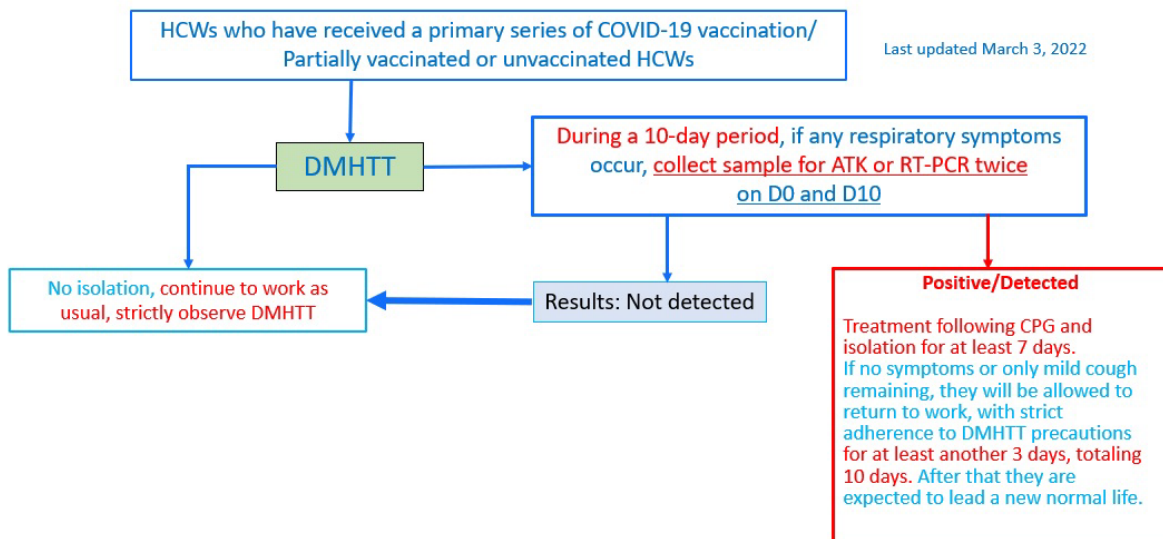 HCWs who have received a primary series of COVID-19 vaccination/
Partially vaccinated or unvaccinated HCWs
Last updated March 3, 2022
DMHTT
During a 10-day period, if any respiratory symptoms
occur, collect sample for ATK or RT-PCR twice
on D0 and D10
No isolation, continue to work as
usual, strictly observe DMHTT
Results: Not detected
Positive/Detected
Treatment following CPG and
isolation for at least 7 days.
If no symptoms or only mild cough
remaining, they will be allowed to
return to work, with strict
adherence to DMHTT precautions
for at least another 3 days, totaling
10 days. After that they are
expected to lead a new normal life.